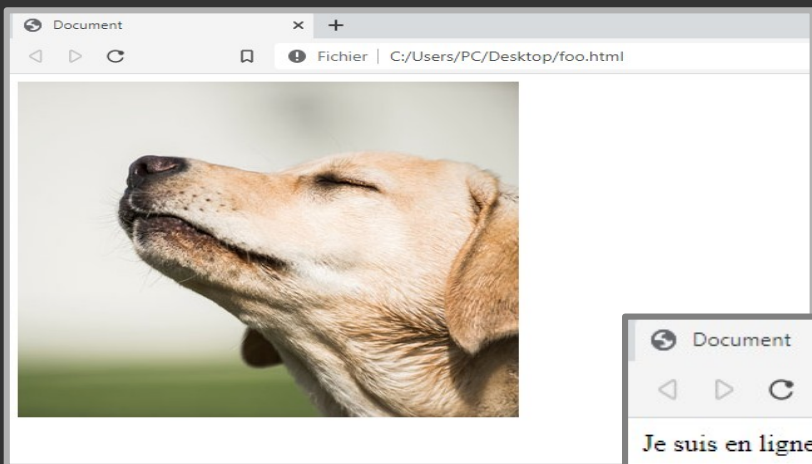 Document
Fichier | C:/Users/PC/Desktop/foo.html
Document
Je suis en ligne